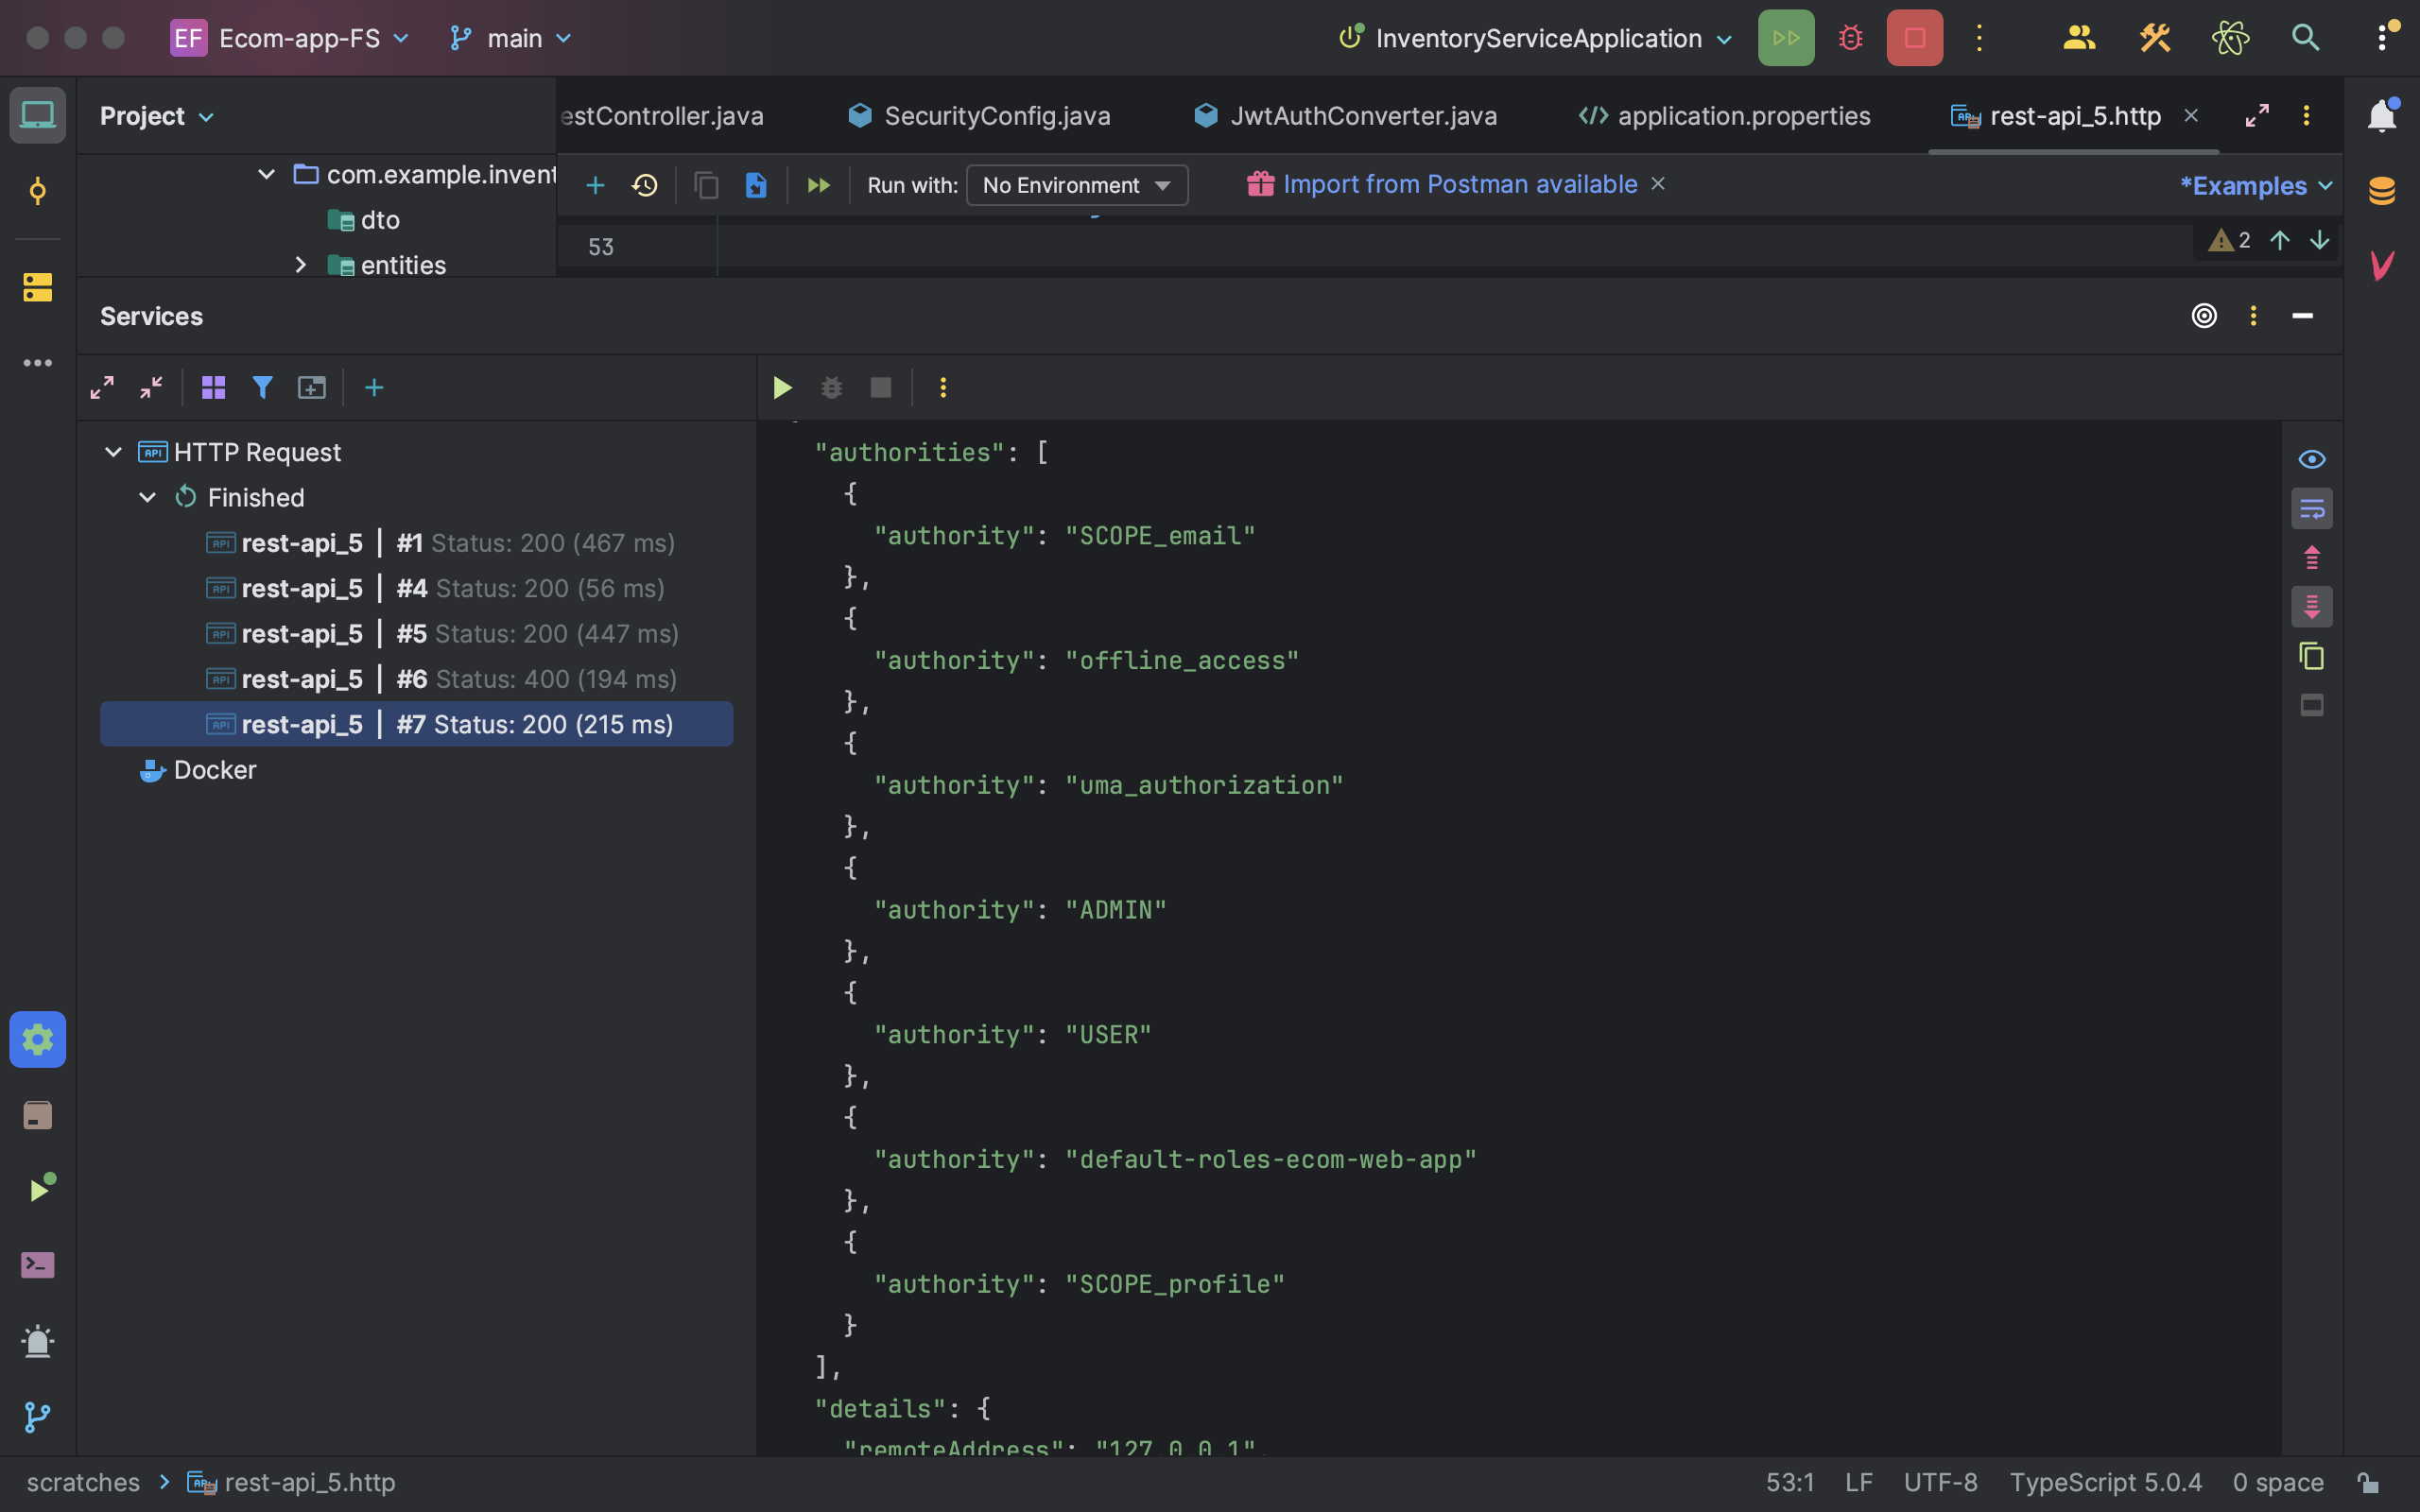 EF Ecom-app-FS main InventoryServiceApplication
Project
estController.java SecurityConfig.java JwtAuthConverter.java application.properties rest-api_5.http
com.example.invent
dto
entities
Run with: No Environment Import from Postman available *Examples
53 2
Services
HTTP Request
Finished
rest-api_5 | #1 Status: 200 (467 ms)
rest-api_5 | #4 Status: 200 (56 ms)
rest-api_5 | #5 Status: 200 (447 ms)
rest-api_5 | #6 Status: 400 (194 ms)
rest-api_5 | #7 Status: 200 (215 ms)
Docker
"authorities": [
{
"authority": "SCOPE_email"
},
{
"authority": "offline_access"
},
{
"authority": "uma_authorization"
},
{
"authority": "ADMIN"
},
{
"authority": "USER"
},
{
"authority": "default-roles-ecom-web-app"
},
{
"authority": "SCOPE_profile"
}
],
"details": {
"remoteAddress": "127.0.0.1",
scratches > rest-api_5.http 53:1 LF UTF-8 TypeScript 5.0.4 0 space